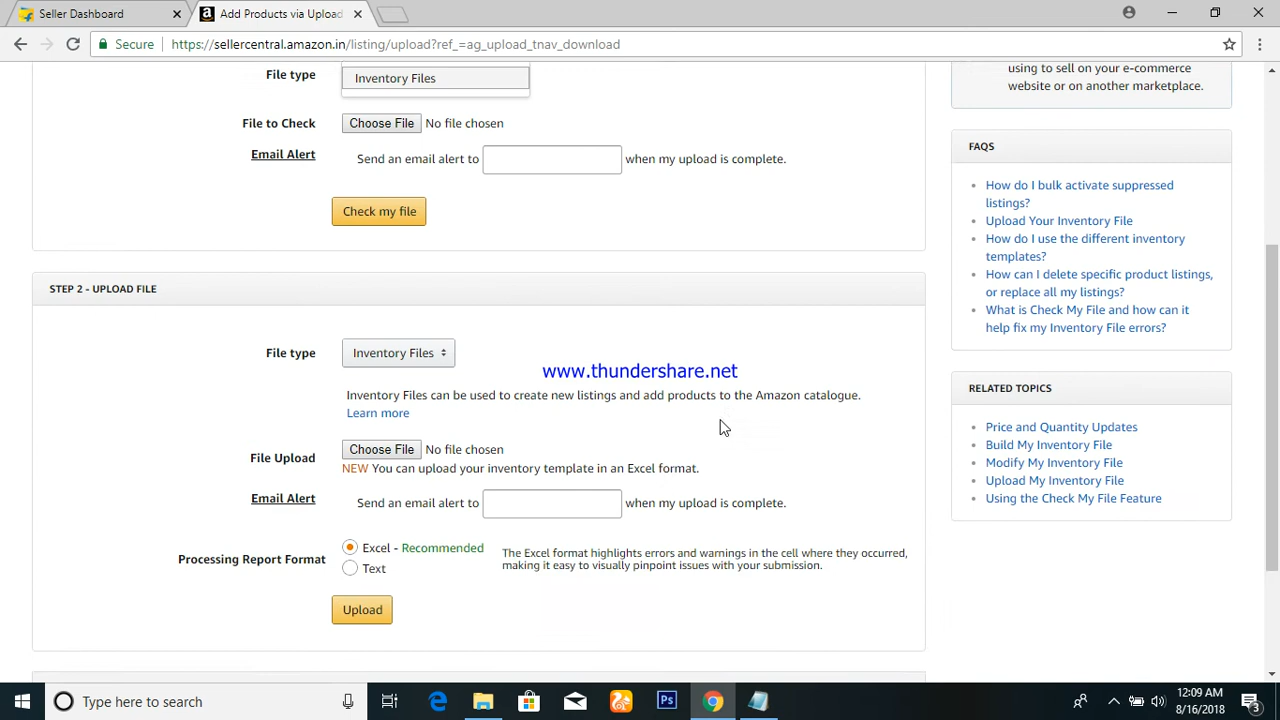 Seller Dashboard
Add Products via Upload
Secure
https://sellercentral.amazon.in/listing/upload?ref_=ag_upload_tnav_download
File type
Inventory Files
File to Check
Choose File No file chosen
Email Alert
Send an email alert to
when my upload is complete.
Check my file
STEP 2 - UPLOAD FILE
File type
Inventory Files
www.thundershare.net
Inventory Files can be used to create new listings and add products to the Amazon catalogue.
Learn more
File Upload
Choose File No file chosen
NEW You can upload your inventory template in an Excel format.
Email Alert
Send an email alert to
when my upload is complete.
Processing Report Format
Excel - Recommended
Text
The Excel format highlights errors and warnings in the cell where they occurred,
making it easy to visually pinpoint issues with your submission.
Upload
using to sell on your e-commerce
website or on another marketplace.
FAQS
How do I bulk activate suppressed
listings?
Upload Your Inventory File
How do I use the different inventory
templates?
How can I delete specific product listings,
or replace all my listings?
What is Check My File and how can it
help fix my Inventory File errors?
RELATED TOPICS
Price and Quantity Updates
Build My Inventory File
Modify My Inventory File
Upload My Inventory File
Using the Check My File Feature
Type here to search
Ps
12:09 AM
8/16/2018
3